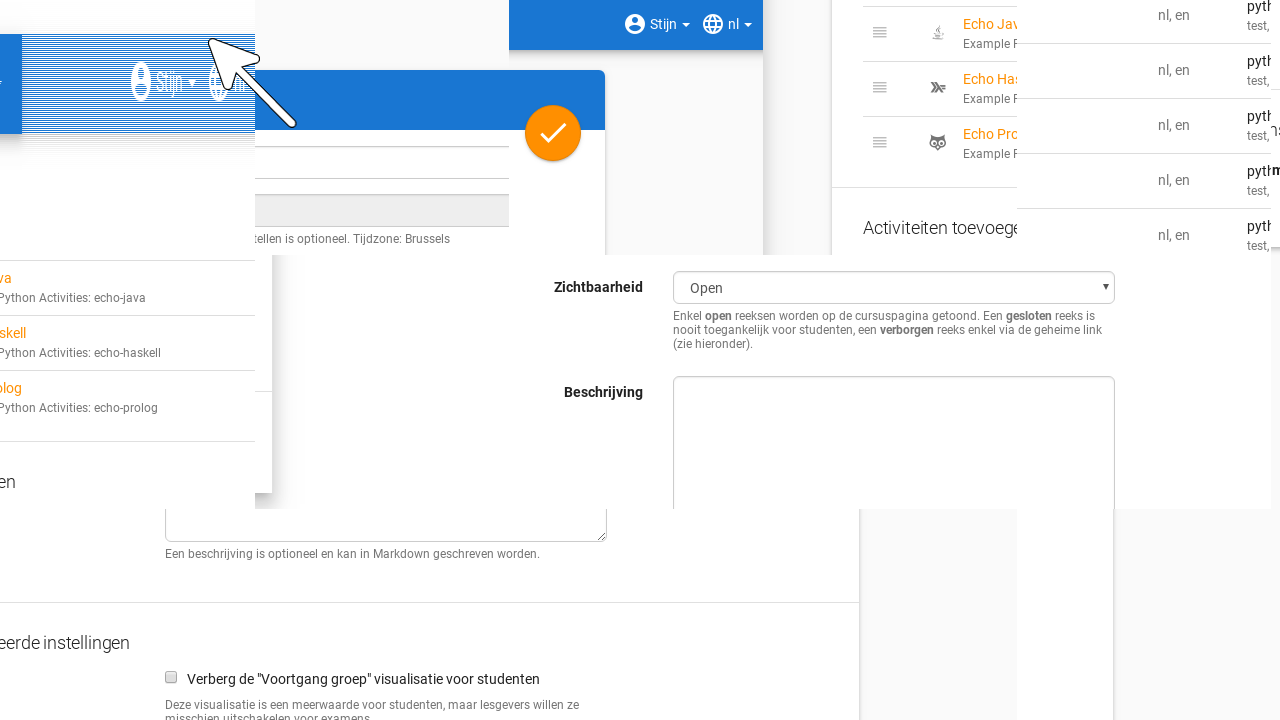 Stijn
Stijn nl
tellen is optioneel. Tijdzone: Brussels
Echo Jav
Example P
Echo Has
Example P
Echo Pro
Example P
Activiteiten toevoege
nl, en
pyth
test,
nl, en
pyth
test,
nl, en
pyth
test,
nl, en
pyth
test,
nl, en
pyth
test,
va
Python Activities: echo-java
skell
Python Activities: echo-haskell
olog
Python Activities: echo-prolog
en
Zichtbaarheid
Open
Enkel open reeksen worden op de cursuspagina getoond. Een gesloten reeks is
nooit toegankelijk voor studenten, een verborgen reeks enkel via de geheime link
(zie hieronder).
Beschrijving
Een beschrijving is optioneel en kan in Markdown geschreven worden.
eerde instellingen
Verberg de "Voortgang groep" visualisatie voor studenten
Deze visualisatie is een meerwaarde voor studenten, maar lesgevers willen ze
misschien uitschakelen voor examens.